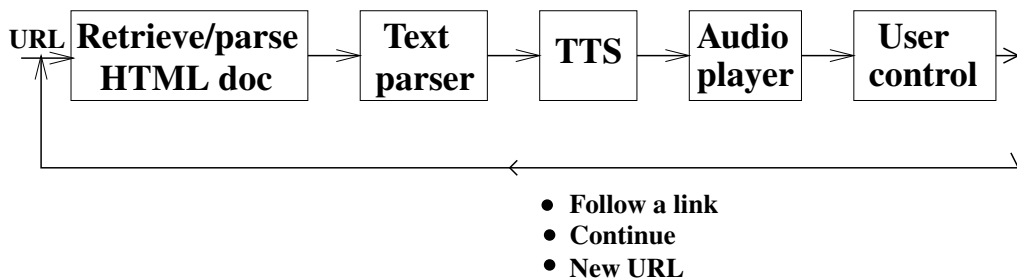 URL
Retrieve/parse
HTML doc
Text
parser
TTS
Audio
player
User
control
• Follow a link
• Continue
• New URL